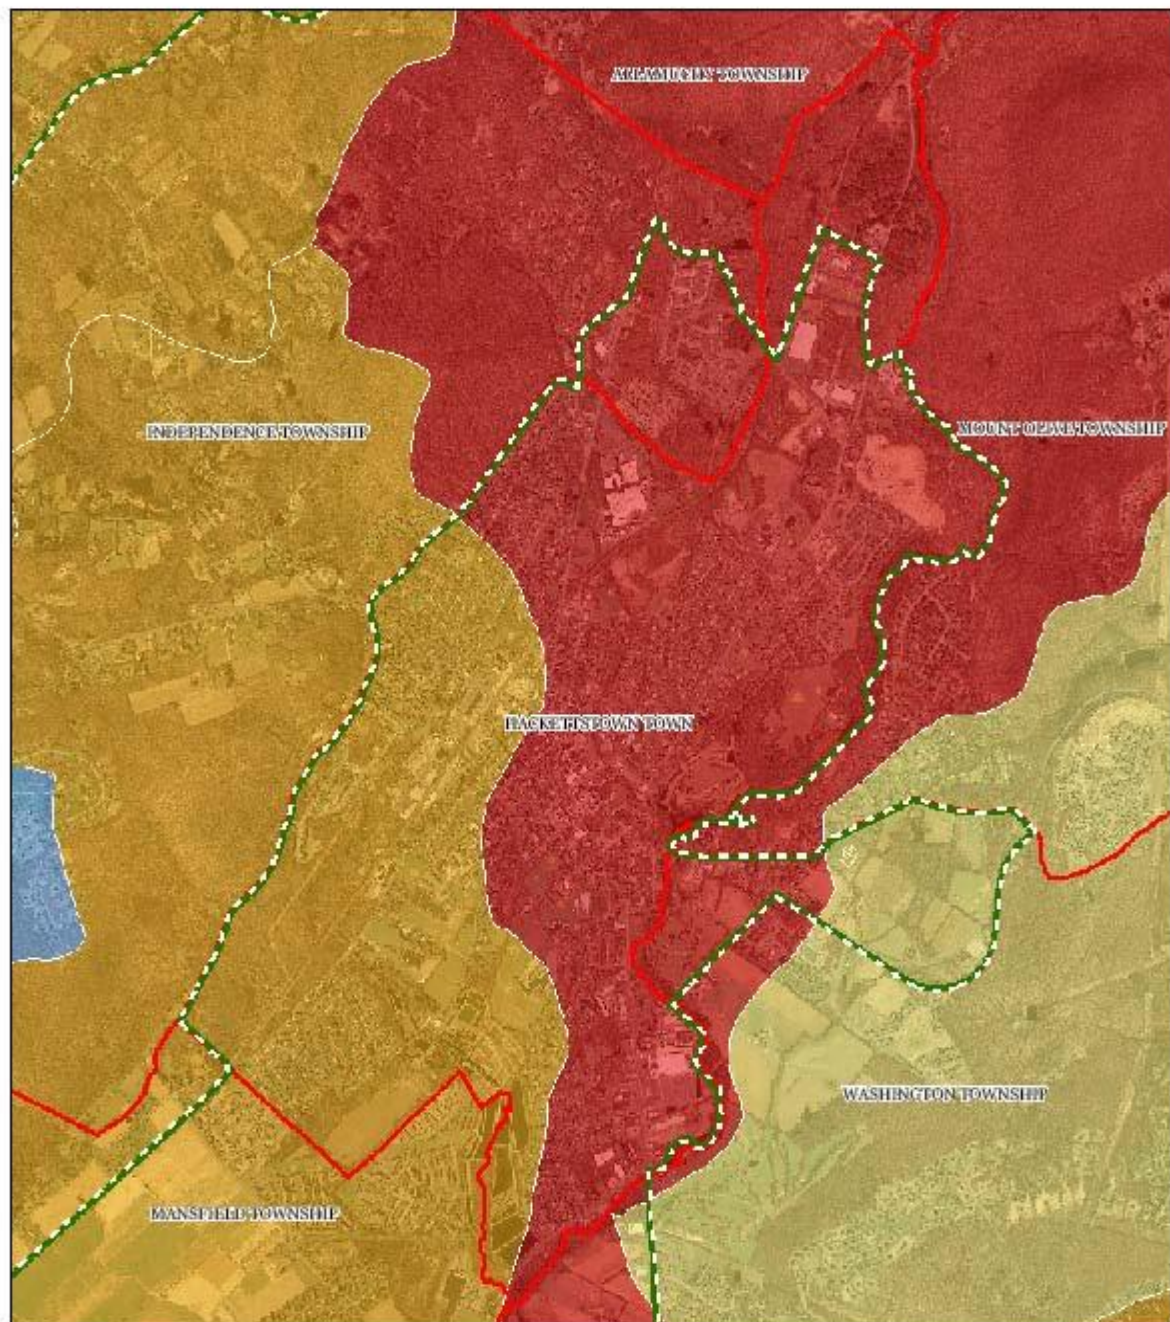 ALLAMUCHY TOWNSHIP
INDEPENDENCE TOWNSHIP
MOUNT OLIVE TOWNSHIP
HACKETTSTOWN TOWN
WASHINGTON TOWNSHIP
MANSFIELD TOWNSHIP